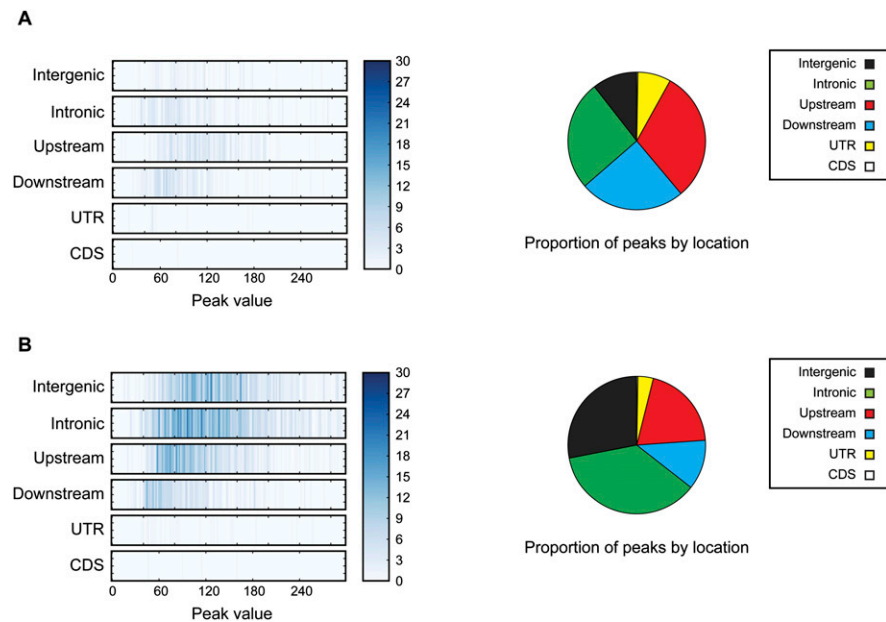 A
Intergenic
Intronic
Upstream
Downstream
UTR
CDS
0 60 120 180 240
Peak value
30
27
24
21
18
15
12
9
6
3
0
Proportion of peaks by location
Intergenic
Intronic
Upstream
Downstream
UTR
CDS
B
Intergenic
Intronic
Upstream
Downstream
UTR
CDS
0 60 120 180 240
Peak value
30
27
24
21
18
15
12
9
6
3
0
Proportion of peaks by location
Intergenic
Intronic
Upstream
Downstream
UTR
CDS